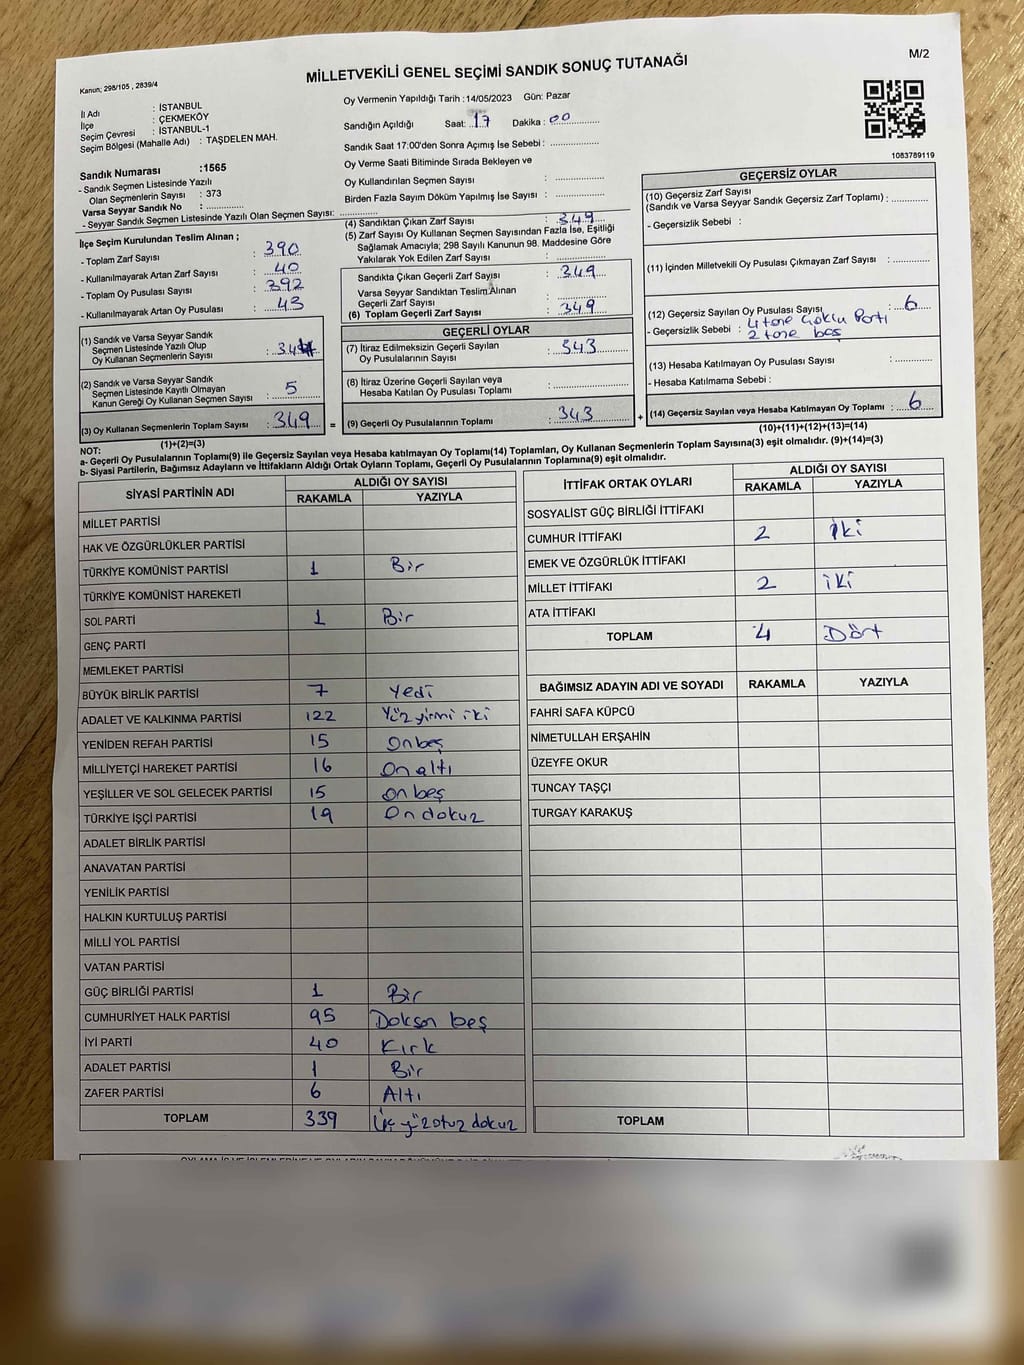 Kanun; 298/105 , 2839/4
MİLLETVEKİLİ GENEL SEÇİMİ SANDIK SONUÇ TUTANAĞI
M/2
İl Adı : İSTANBUL
İlçe : ÇEKMEKÖY
Seçim Çevresi : İSTANBUL-1
Seçim Bölgesi (Mahalle Adı) : TAŞDELEN MAH.
Sandık Numarası :1565
- Sandık Seçmen Listesinde Yazılı
Olan Seçmenlerin Sayısı : 373
Varsa Seyyar Sandık No : ..............
- Seyyar Sandık Seçmen Listesinde Yazılı Olan Seçmen Sayısı: ..............
Oy Vermenin Yapıldığı Tarih :14/05/2023 Gün: Pazar
Sandığın Açıldığı Saat: 17 Dakika : 00
Sandık Saat 17:00'den Sonra Açımış İse Sebebi : ..............
Oy Verme Saati Bitiminde Sırada Bekleyen ve
Oy Kullandırılan Seçmen Sayısı : ..............
Birden Fazla Sayım Döküm Yapılmış İse Sayısı : ..............
1083789119
İlçe Seçim Kurulundan Teslim Alınan ;
- Toplam Zarf Sayısı : 390
- Kullanılmayarak Artan Zarf Sayısı : 40
- Toplam Oy Pusulası Sayısı : 392
- Kullanılmayarak Artan Oy Pusulası : 43
(1) Sandık ve Varsa Seyyar Sandık
Seçmen Listesinde Yazılı Olup
Oy Kullanan Seçmenlerin Sayısı : 344
(2) Sandık ve Varsa Seyyar Sandık
Seçmen Listesinde Kayıtlı Olmayan
Kanun Gereği Oy Kullanan Seçmen Sayısı : 5
(3) Oy Kullanan Seçmenlerin Toplam Sayısı : 349
(1)+(2)=(3)
(4) Sandıktan Çıkan Zarf Sayısı : 349
(5) Zarf Sayısı Oy Kullanan Seçmen Sayısından Fazla İse, Eşitliği
Sağlamak Amacıyla; 298 Sayılı Kanunun 98. Maddesine Göre
Yakılarak Yok Edilen Zarf Sayısı : ..............
Sandıkta Çıkan Geçerli Zarf Sayısı : 349
Varsa Seyyar Sandıktan Teslim Alınan
Geçerli Zarf Sayısı : ..............
(6) Toplam Geçerli Zarf Sayısı : 349
GEÇERLİ OYLAR
(7) İtiraz Edilmeksizin Geçerli Sayılan
Oy Pusulalarının Sayısı : 343
(8) İtiraz Üzerine Geçerli Sayılan veya
Hesaba Katılan Oy Pusulası Toplamı : ..............
= (9) Geçerli Oy Pusulalarının Toplamı : 343 +
GEÇERSİZ OYLAR
(10) Geçersiz Zarf Sayısı
(Sandık ve Varsa Seyyar Sandık Geçersiz Zarf Toplamı) : ..........
- Geçersizlik Sebebi :
(11) İçinden Milletvekili Oy Pusulası Çıkmayan Zarf Sayısı : ..........
(12) Geçersiz Sayılan Oy Pusulası Sayısı : 6
4 tane Çoklu Parti
- Geçersizlik Sebebi : 2 tane boş
(13) Hesaba Katılmayan Oy Pusulası Sayısı : ..........
- Hesaba Katılmama Sebebi :
(14) Geçersiz Sayılan veya Hesaba Katılmayan Oy Toplamı : 6
(10)+(11)+(12)+(13)=(14)
NOT:
a- Geçerli Oy Pusulalarının Toplamı(9) ile Geçersiz Sayılan veya Hesaba katılmayan Oy Toplamı(14) Toplamları, Oy Kullanan Seçmenlerin Toplam Sayısına(3) eşit olmalıdır. (9)+(14)=(3)
b- Siyasi Partilerin, Bağımsız Adayların ve İttifakların Aldığı Ortak Oyların Toplamı, Geçerli Oy Pusulalarının Toplamına(9) eşit olmalıdır.
SİYASİ PARTİNİN ADI ALDIĞI OY SAYISI
RAKAMLA YAZIYLA
MİLLET PARTİSİ
HAK VE ÖZGÜRLÜKLER PARTİSİ
TÜRKİYE KOMÜNİST PARTİSİ 1 Bir
TÜRKİYE KOMÜNİST HAREKETİ
SOL PARTİ 1 Bir
GENÇ PARTİ
MEMLEKET PARTİSİ
BÜYÜK BİRLİK PARTİSİ 7 Yedi
ADALET VE KALKINMA PARTİSİ 122 Yüz yirmi iki
YENİDEN REFAH PARTİSİ 15 Onbeş
MİLLİYETÇİ HAREKET PARTİSİ 16 On altı
YEŞİLLER VE SOL GELECEK PARTİSİ 15 on beş
TÜRKİYE İŞÇİ PARTİSİ 19 On dokuz
ADALET BİRLİK PARTİSİ
ANAVATAN PARTİSİ
YENİLİK PARTİSİ
HALKIN KURTULUŞ PARTİSİ
MİLLİ YOL PARTİSİ
VATAN PARTİSİ
GÜÇ BİRLİĞİ PARTİSİ 1 Bir
CUMHURİYET HALK PARTİSİ 95 Doksan beş
İYİ PARTİ 40 Kırk
ADALET PARTİSİ 1 Bir
ZAFER PARTİSİ 6 Altı
TOPLAM 339 Üç yüz otuz dokuz
İTTİFAK ORTAK OYLARI ALDIĞI OY SAYISI
RAKAMLA YAZIYLA
SOSYALİST GÜÇ BİRLİĞİ İTTİFAKI
CUMHUR İTTİFAKI 2 İki
EMEK VE ÖZGÜRLÜK İTTİFAKI
MİLLET İTTİFAKI 2 iki
ATA İTTİFAKI
TOPLAM 4 Dört
BAĞIMSIZ ADAYIN ADI VE SOYADI RAKAMLA YAZIYLA
FAHRİ SAFA KÜPCÜ
NİMETULLAH ERŞAHİN
ÜZEYFE OKUR
TUNCAY TAŞÇI
TURGAY KARAKUŞ
TOPLAM